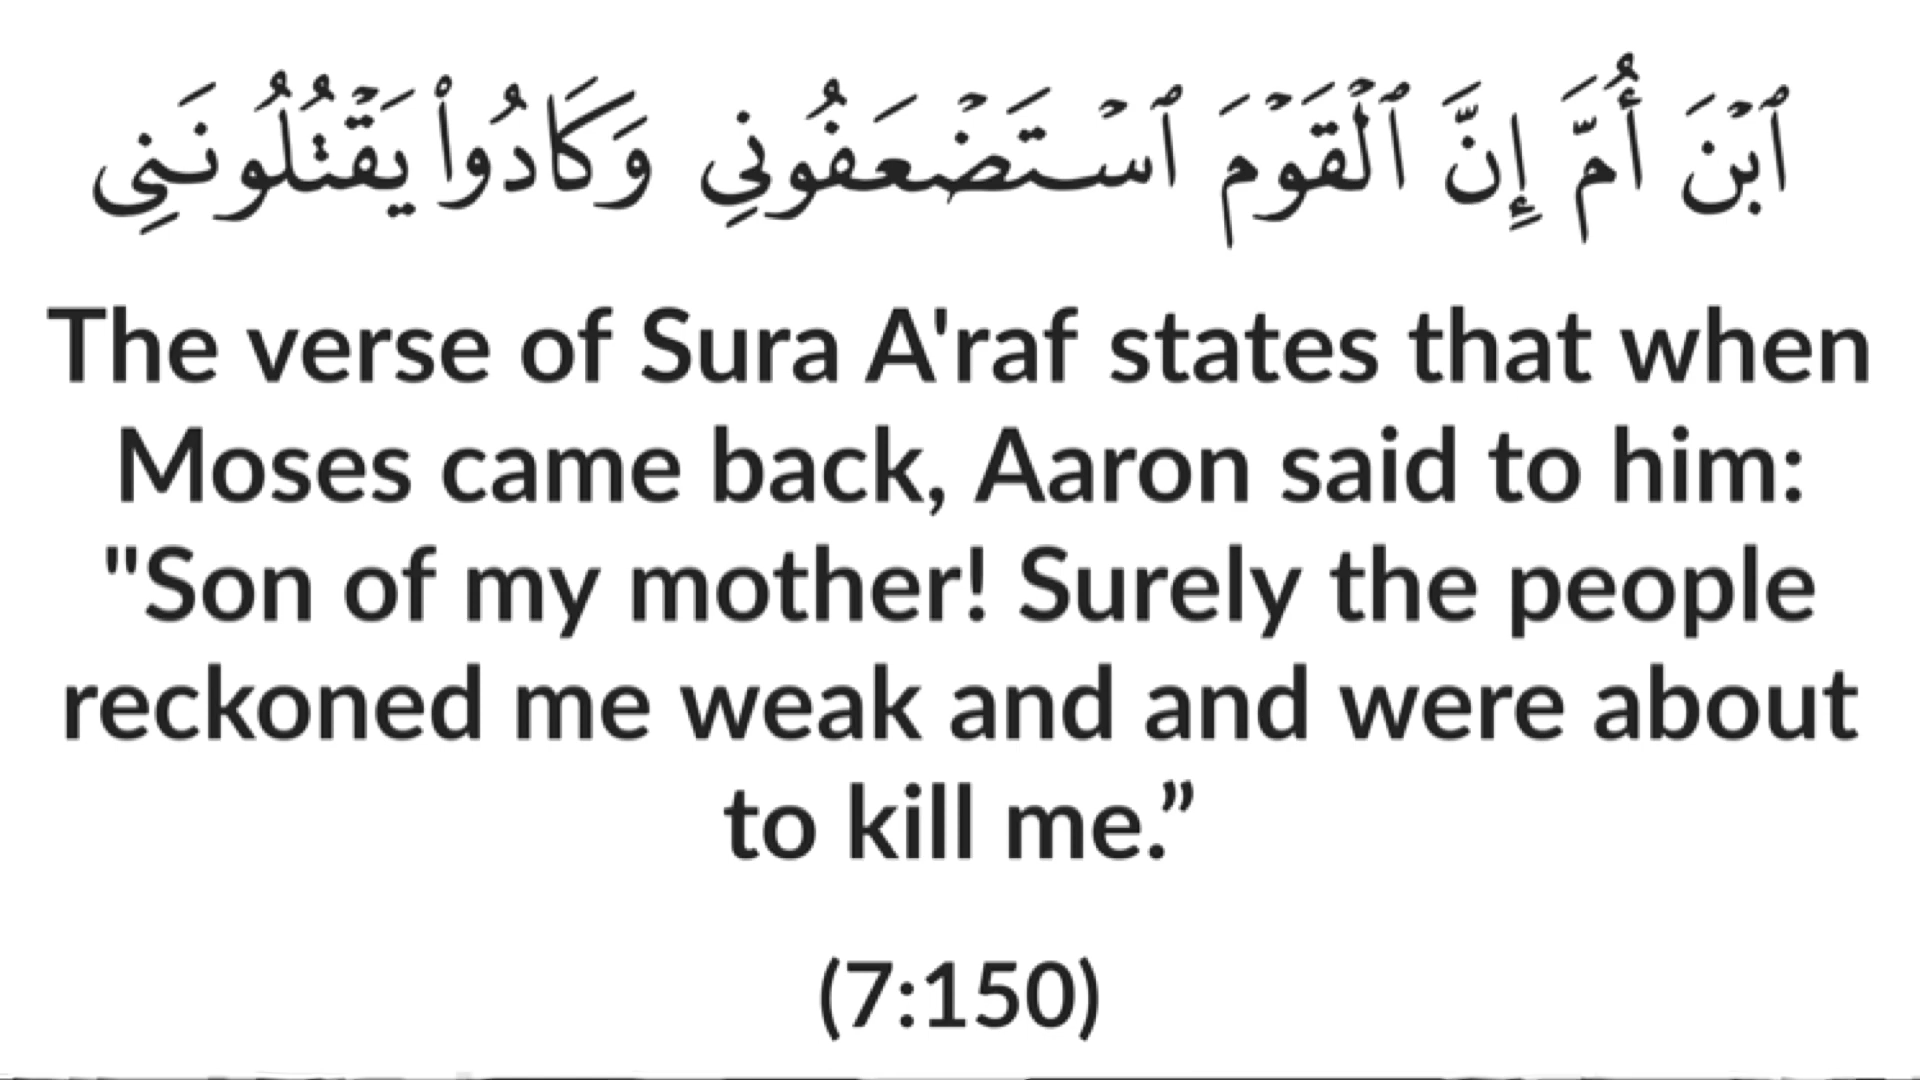 ٱبْنَ أُمَّ إِنَّ ٱلْقَوْمَ ٱسْتَضْعَفُونِي وَكَادُوا۟ يَقْتُلُونَنِى
The verse of Sura A'raf states that when
Moses came back, Aaron said to him:
"Son of my mother! Surely the people
reckoned me weak and and were about
to kill me.”
(7:150)